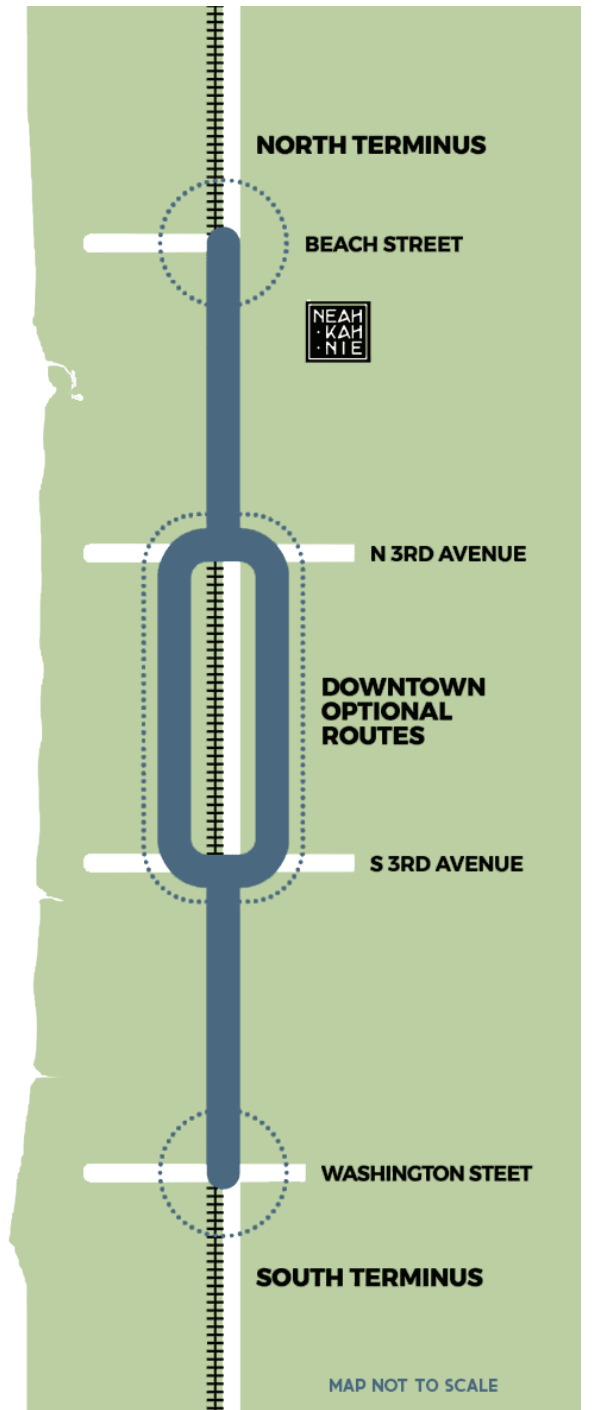 NORTH TERMINUS
BEACH STREET
NEAH
·KAH
·NIE
N 3RD AVENUE
DOWNTOWN
OPTIONAL
ROUTES
S 3RD AVENUE
WASHINGTON STEET
SOUTH TERMINUS
MAP NOT TO SCALE